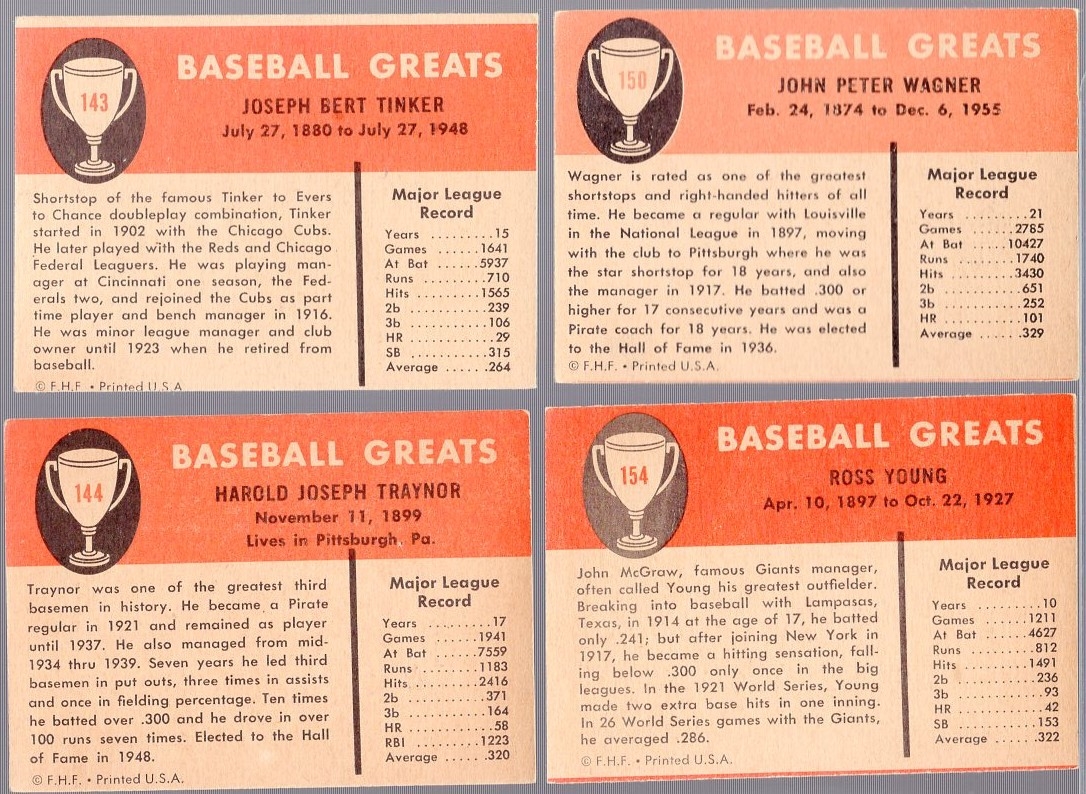 143
BASEBALL GREATS
JOSEPH BERT TINKER
July 27, 1880 to July 27, 1948
Shortstop of the famous Tinker to Evers
to Chance doubleplay combination, Tinker
started in 1902 with the Chicago Cubs.
He later played with the Reds and Chicago
Federal Leaguers. He was playing man-
ager at Cincinnati one season, the Fed-
erals two, and rejoined the Cubs as part
time player and bench manager in 1916.
He was minor league manager and club
owner until 1923 when he retired from
baseball.
© F.H.F. • Printed U.S.A
Major League
Record
Years .........15
Games .......1641
At Bat ......5937
Runs .........710
Hits .........1565
2b ...........239
3b ...........106
HR ...........29
SB ...........315
Average ......264
150
BASEBALL GREATS
JOHN PETER WAGNER
Feb. 24, 1874 to Dec. 6, 1955
Wagner is rated as one of the greatest
shortstops and right-handed hitters of all
time. He became a regular with Louisville
in the National League in 1897, moving
with the club to Pittsburgh where he was
the star shortstop for 18 years, and also
the manager in 1917. He batted .300 or
higher for 17 consecutive years and was a
Pirate coach for 18 years. He was elected
to the Hall of Fame in 1936.
© F.H.F. • Printed U.S.A.
Major League
Record
Years .........21
Games .......2785
At Bat .....10427
Runs ........1740
Hits .........3430
2b ...........651
3b ...........252
HR ...........101
Average ......329
144
BASEBALL GREATS
HAROLD JOSEPH TRAYNOR
November 11, 1899
Lives in Pittsburgh, Pa.
Traynor was one of the greatest third
basemen in history. He became a Pirate
regular in 1921 and remained as player
until 1937. He also managed from mid-
1934 thru 1939. Seven years he led third
basemen in put outs, three times in assists
and once in fielding percentage. Ten times
he batted over .300 and he drove in over
100 runs seven times. Elected to the Hall
of Fame in 1948.
© F.H.F. • Printed U.S.A.
Major League
Record
Years .........17
Games .......1941
At Bat ......7559
Runs ........1183
Hits .........2416
2b ...........371
3b ...........164
HR ...........58
RBI .........1223
Average ......320
154
BASEBALL GREATS
ROSS YOUNG
Apr. 10, 1897 to Oct. 22, 1927
John McGraw, famous Giants manager,
often called Young his greatest outfielder.
Breaking into baseball with Lampasas,
Texas, in 1914 at the age of 17, he batted
only .241; but after joining New York in
1917, he became a hitting sensation, fall-
ing below .300 only once in the big
leagues. In the 1921 World Series, Young
made two extra base hits in one inning.
In 26 World Series games with the Giants,
he averaged .286.
© F.H.F. • Printed U.S.A.
Major League
Record
Years .........10
Games .......1211
At Bat ......4627
Runs .........812
Hits .........1491
2b ...........236
3b ...........93
HR ...........42
SB ...........153
Average ......322